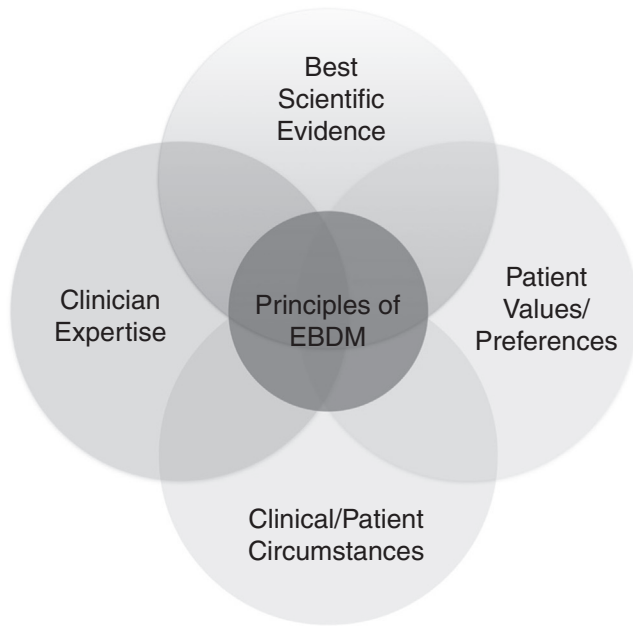 Best
Scientific
Evidence
Clinician
Expertise
Principles of
EBDM
Patient
Values/
Preferences
Clinical/Patient
Circumstances